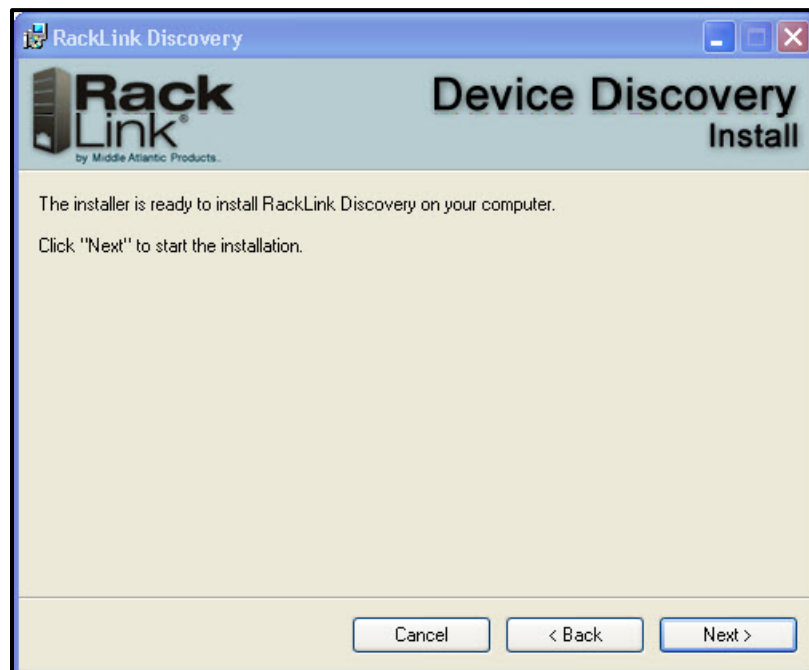 RackLink Discovery
Rack
Link®
by Middle Atlantic Products..
Device Discovery
Install
The installer is ready to install RackLink Discovery on your computer.
Click "Next" to start the installation.
Cancel
< Back
Next >